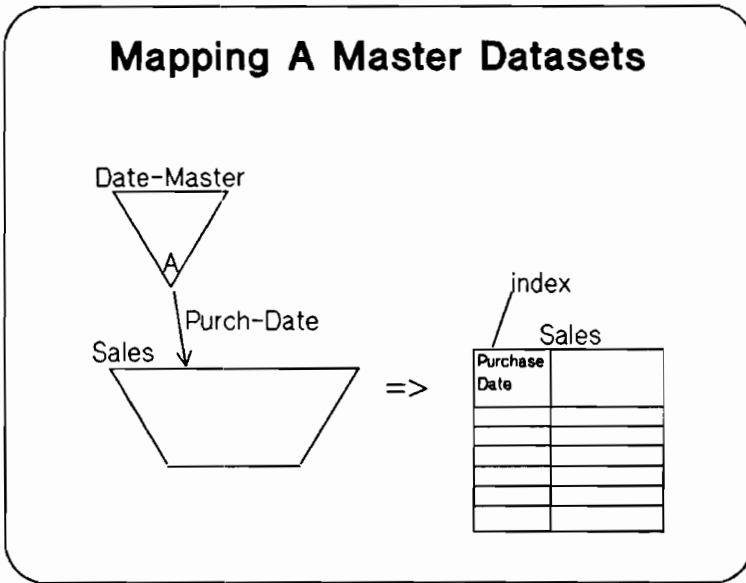 Mapping A Master Datasets
Date-Master
A
Purch-Date
Sales
=>
index
Sales
Purchase
Date